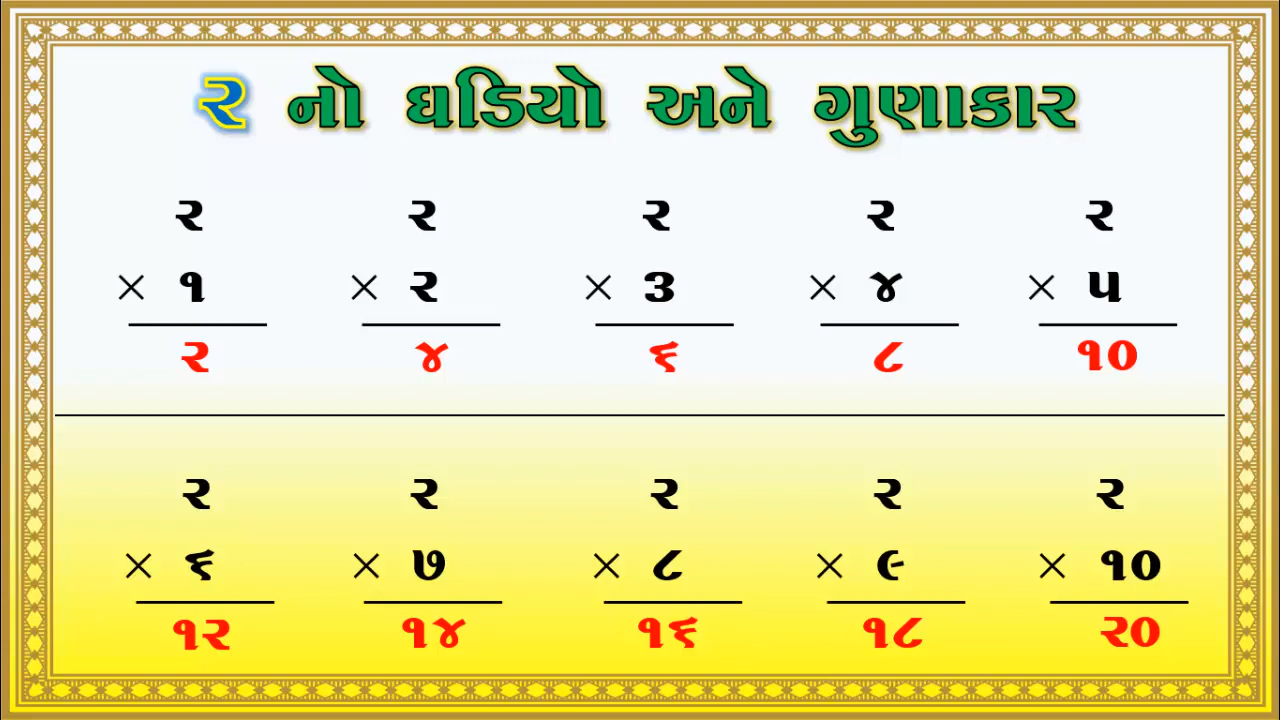 ૨ નો ઘડિયો અને ગુણાકાર
૨ ૨ ૨ ૨ ૨
× ૧ × ૨ × ૩ × ૪ × ૫
૨ ૪ ૬ ૮ ૧૦
૨ ૨ ૨ ૨ ૨
× ૬ × ૭ × ૮ × ૯ × ૧૦
૧૨ ૧૪ ૧૬ ૧૮ ૨૦